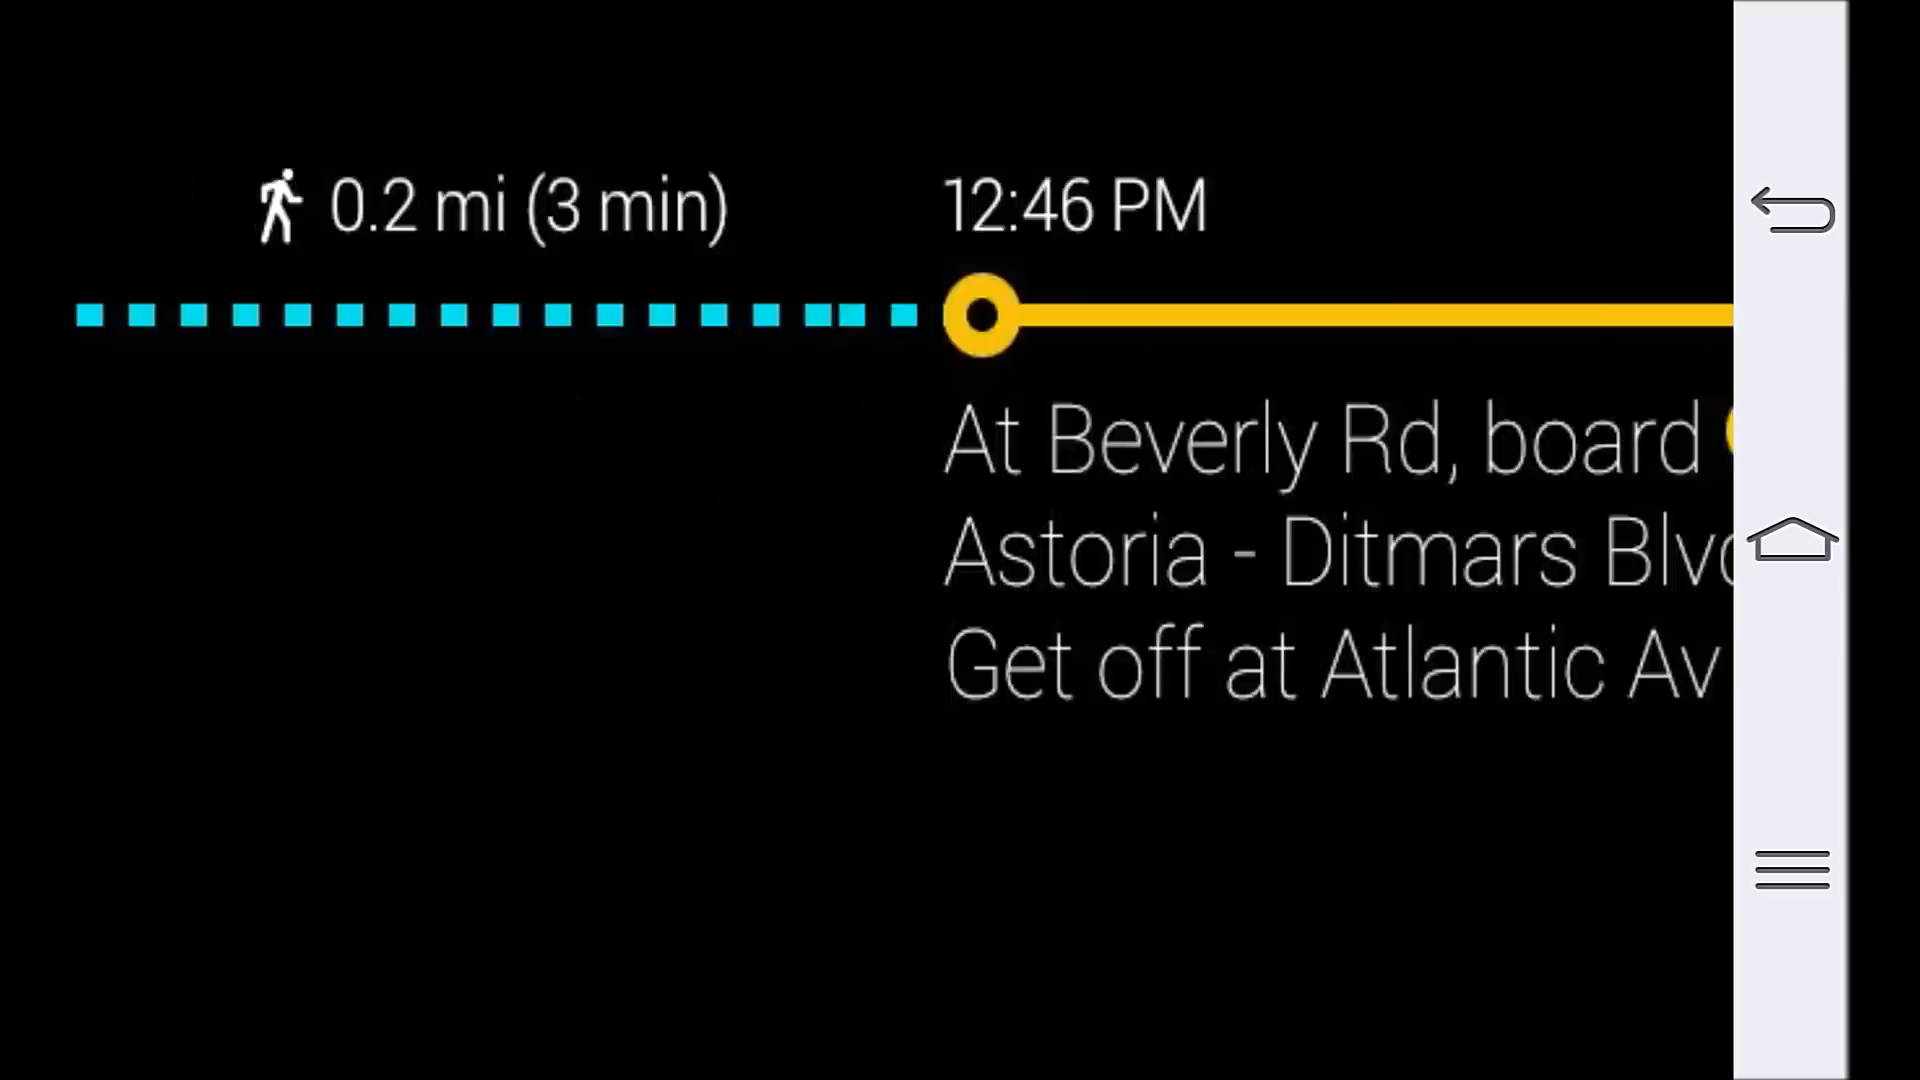 0.2 mi (3 min)
12:46 PM
At Beverly Rd, board
Astoria - Ditmars
Get off at Atlantic Av